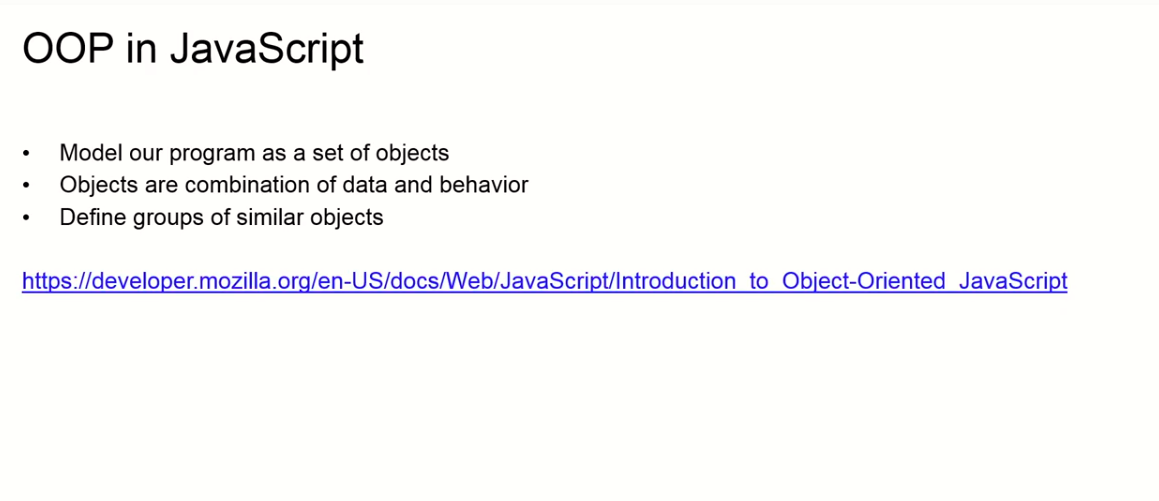 OOP in JavaScript
• Model our program as a set of objects
• Objects are combination of data and behavior
• Define groups of similar objects
https://developer.mozilla.org/en-US/docs/Web/JavaScript/Introduction_to_Object-Oriented_JavaScript